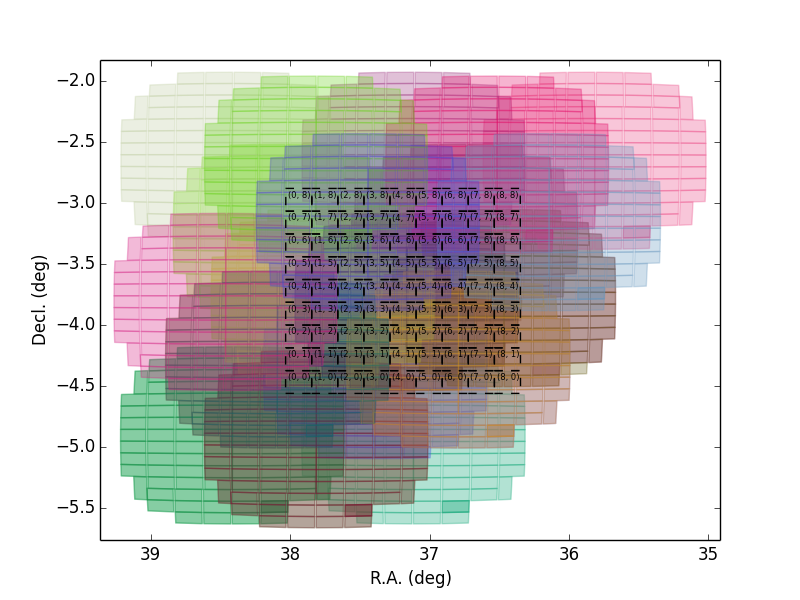 −2.0
−2.5
−3.0
−3.5
−4.0
−4.5
−5.0
−5.5
Decl. (deg)
(0, 8) (1, 8) (2, 8) (3, 8) (4, 8) (5, 8) (6, 8) (7, 8) (8, 8)
(0, 7) (1, 7) (2, 7) (3, 7) (4, 7) (5, 7) (6, 7) (7, 7) (8, 7)
(0, 6) (1, 6) (2, 6) (3, 6) (4, 6) (5, 6) (6, 6) (7, 6) (8, 6)
(0, 5) (1, 5) (2, 5) (3, 5) (4, 5) (5, 5) (6, 5) (7, 5) (8, 5)
(0, 4) (1, 4) (2, 4) (3, 4) (4, 4) (5, 4) (6, 4) (7, 4) (8, 4)
(0, 3) (1, 3) (2, 3) (3, 3) (4, 3) (5, 3) (6, 3) (7, 3) (8, 3)
(0, 2) (1, 2) (2, 2) (3, 2) (4, 2) (5, 2) (6, 2) (7, 2) (8, 2)
(0, 1) (1, 1) (2, 1) (3, 1) (4, 1) (5, 1) (6, 1) (7, 1) (8, 1)
(0, 0) (1, 0) (2, 0) (3, 0) (4, 0) (5, 0) (6, 0) (7, 0) (8, 0)
39 38 37 36 35
R.A. (deg)